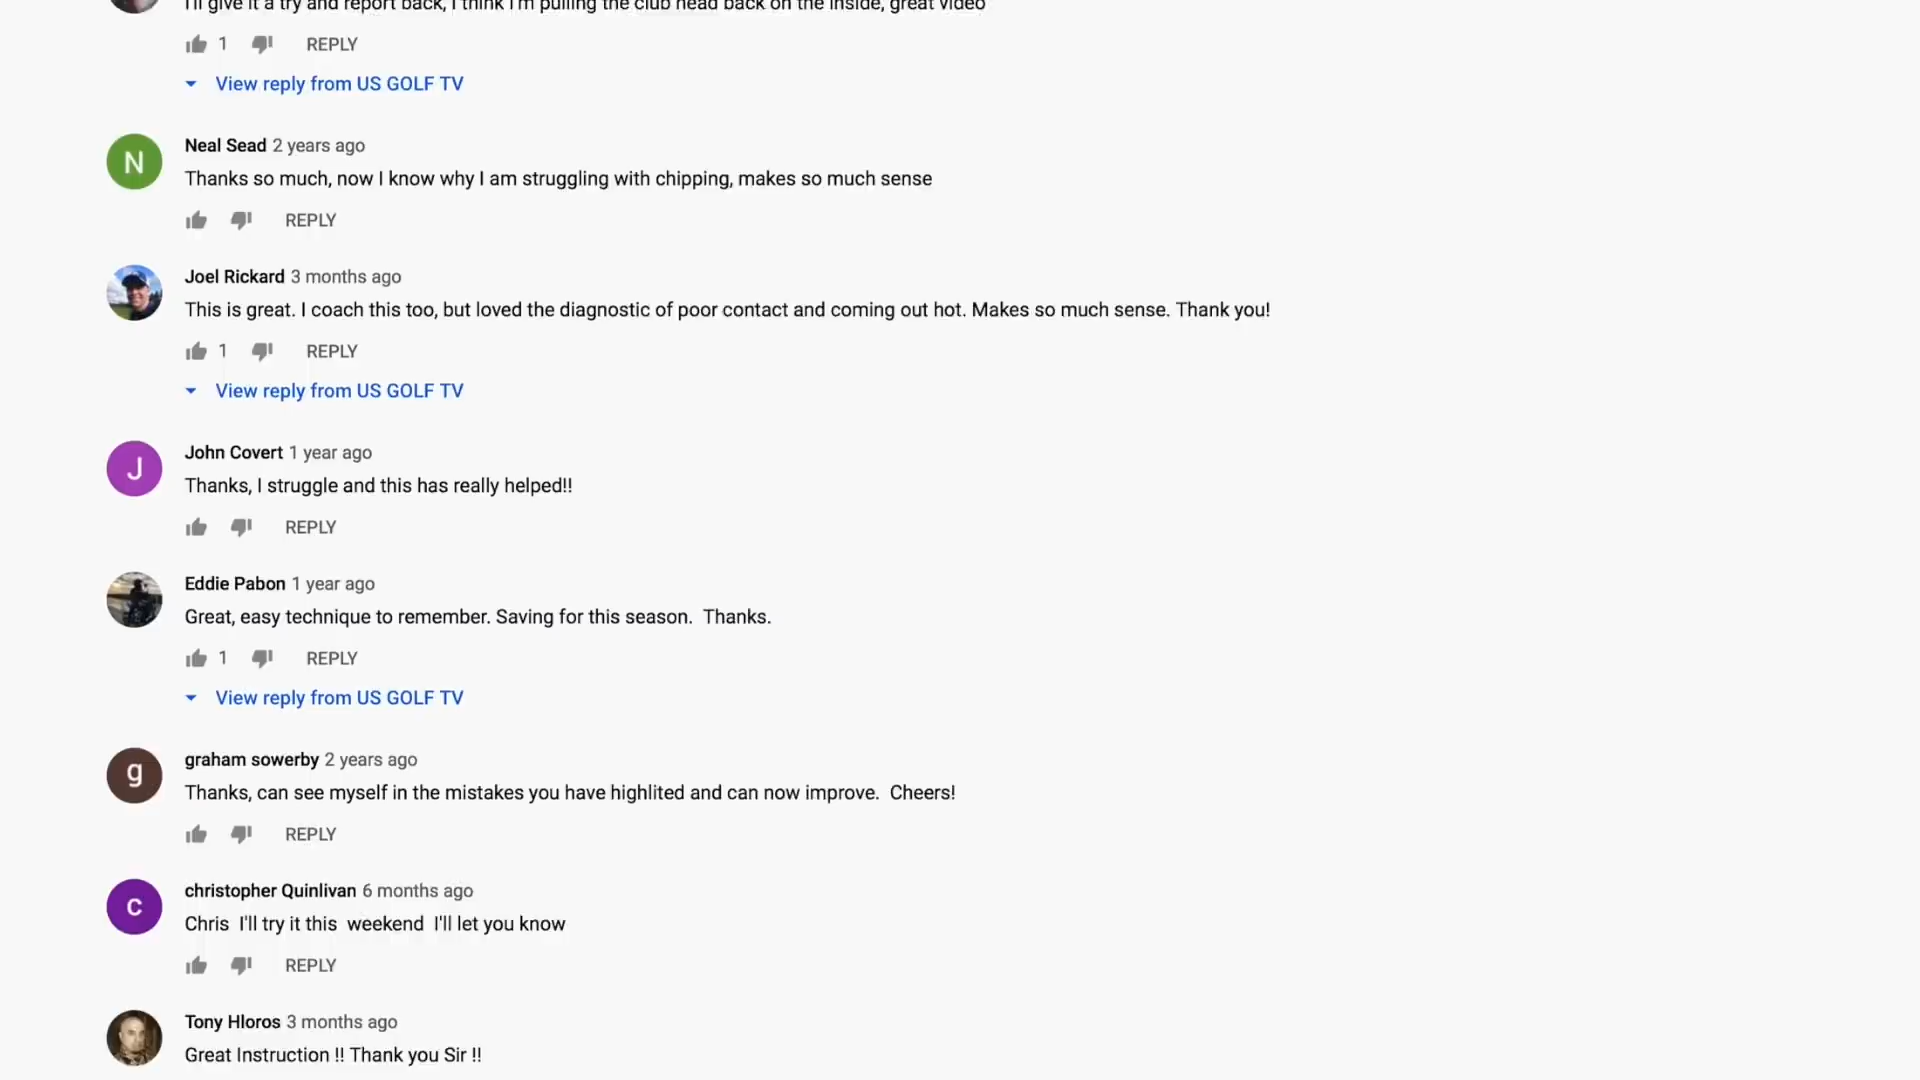 I'll give it a try and report back, I think I'm pulling the club head back on the inside, great video
1 REPLY
View reply from US GOLF TV
N
Neal Sead 2 years ago
Thanks so much, now I know why I am struggling with chipping, makes so much sense
REPLY
Joel Rickard 3 months ago
This is great. I coach this too, but loved the diagnostic of poor contact and coming out hot. Makes so much sense. Thank you!
1 REPLY
View reply from US GOLF TV
J
John Covert 1 year ago
Thanks, I struggle and this has really helped!!
REPLY
Eddie Pabon 1 year ago
Great, easy technique to remember. Saving for this season.  Thanks.
1 REPLY
View reply from US GOLF TV
g
graham sowerby 2 years ago
Thanks, can see myself in the mistakes you have highlited and can now improve.  Cheers!
REPLY
c
christopher Quinlivan 6 months ago
Chris  I'll try it this  weekend  I'll let you know
REPLY
Tony Hloros 3 months ago
Great Instruction !! Thank you Sir !!